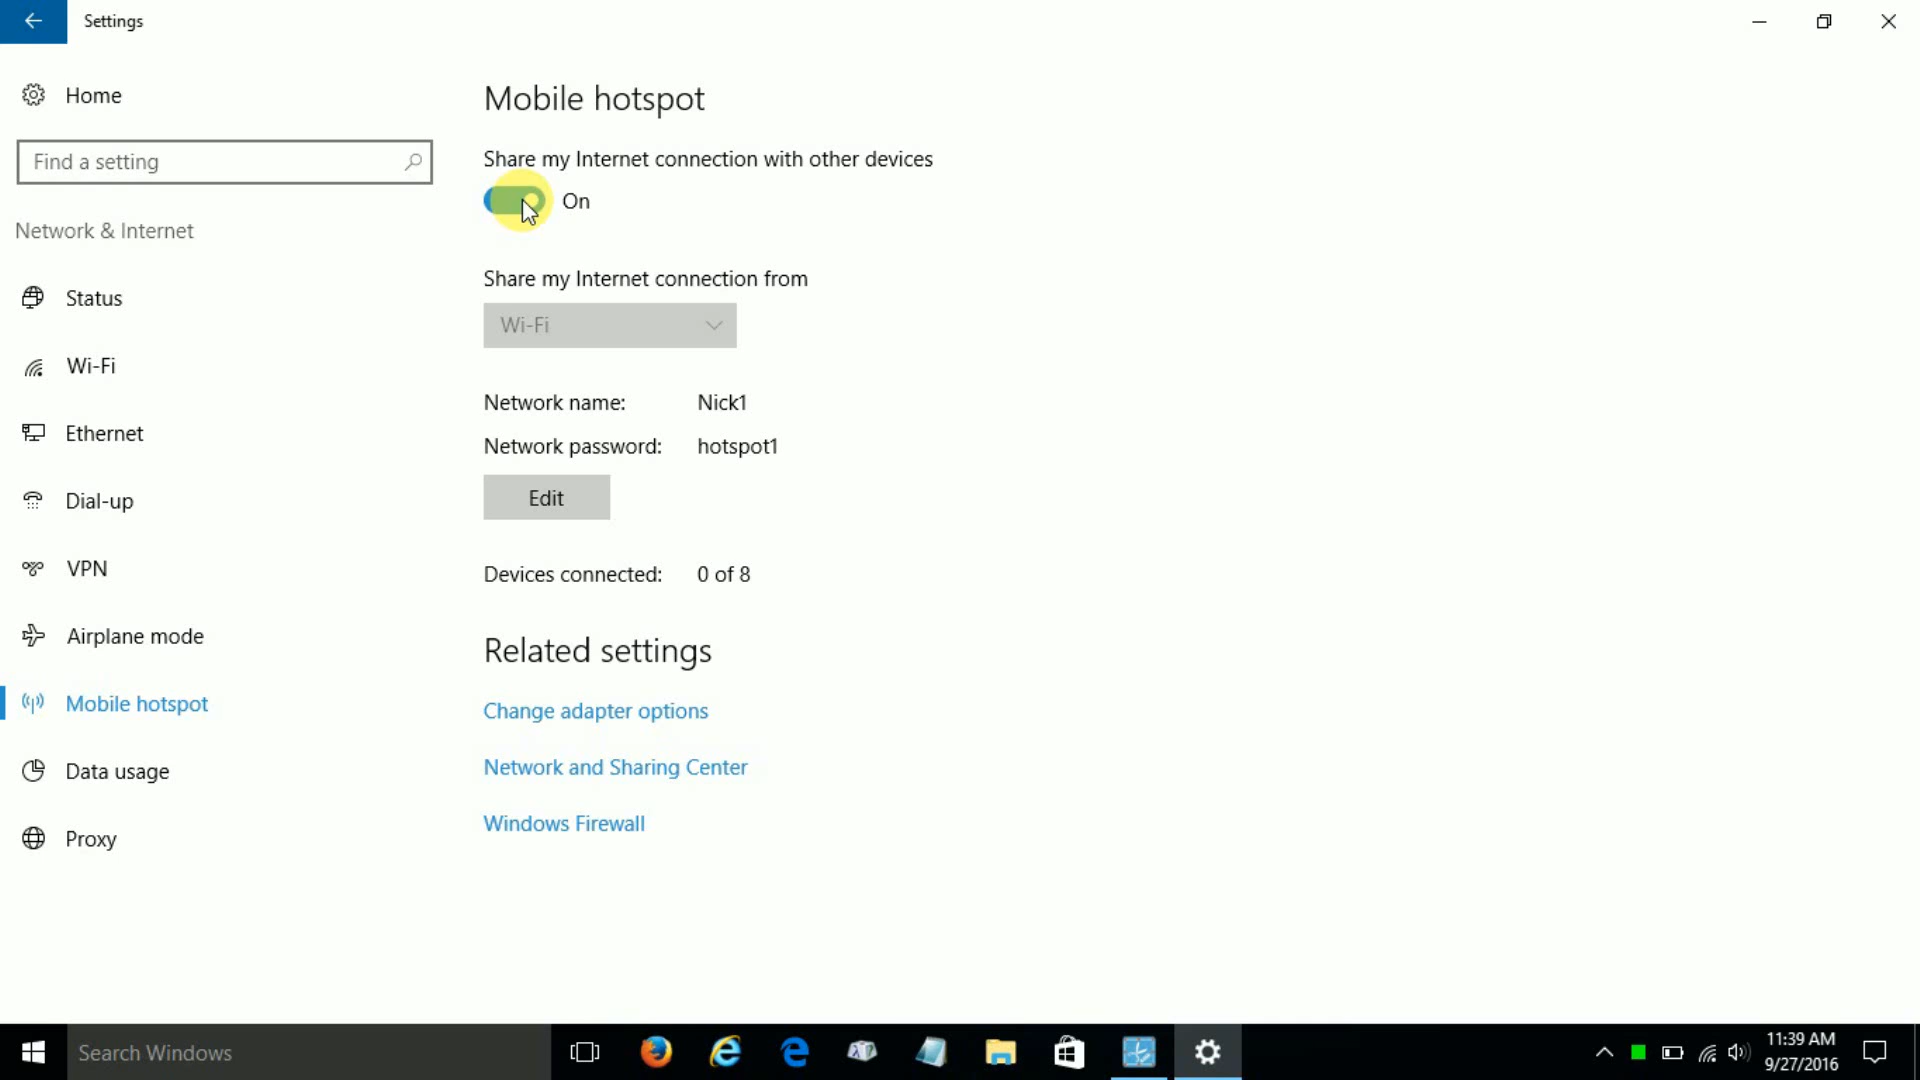 Settings
Home
Find a setting
Network & Internet
Status
Wi-Fi
Ethernet
Dial-up
VPN
Airplane mode
Mobile hotspot
Data usage
Proxy
Mobile hotspot
Share my Internet connection with other devices
On
Share my Internet connection from
Wi-Fi
Network name: Nick1
Network password: hotspot1
Edit
Devices connected: 0 of 8
Related settings
Change adapter options
Network and Sharing Center
Windows Firewall
Search Windows
11:39 AM
9/27/2016